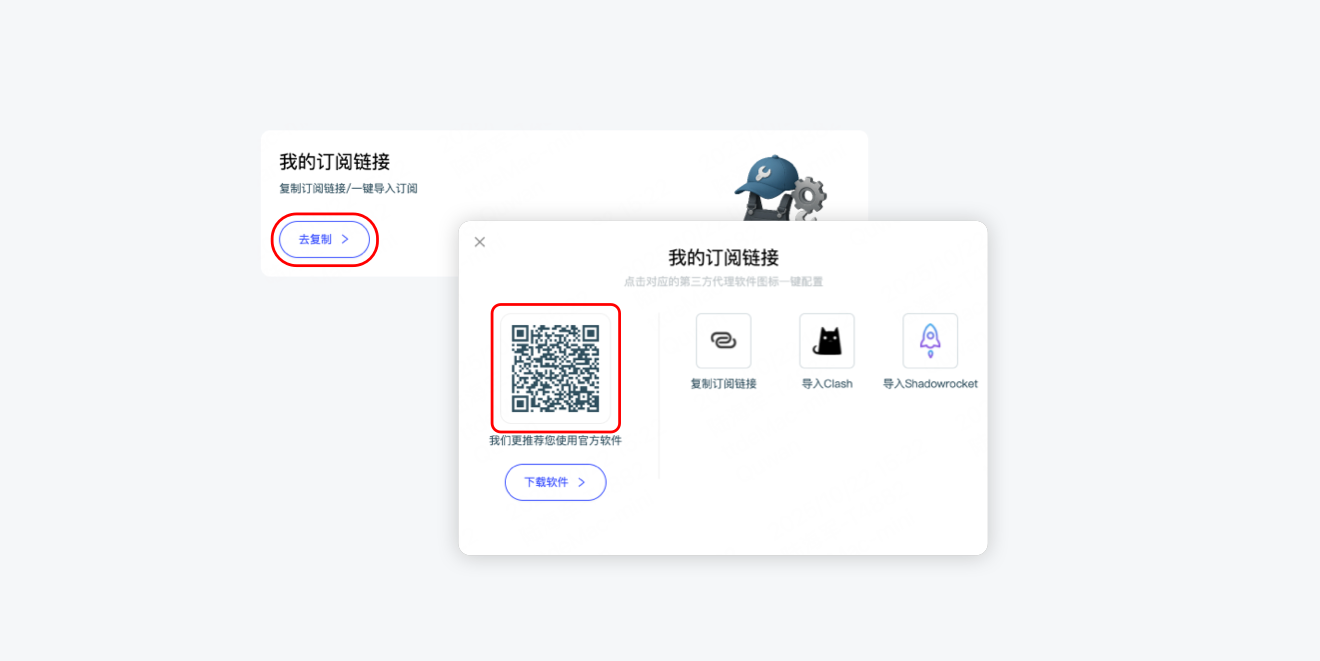 我的订阅链接
复制订阅链接/一键导入订阅
去复制
我的订阅链接
点击对应的第三方代理软件图标一键配置
复制订阅链接
导入Clash
导入Shadowrocket
我们更推荐您使用官方软件
下载软件